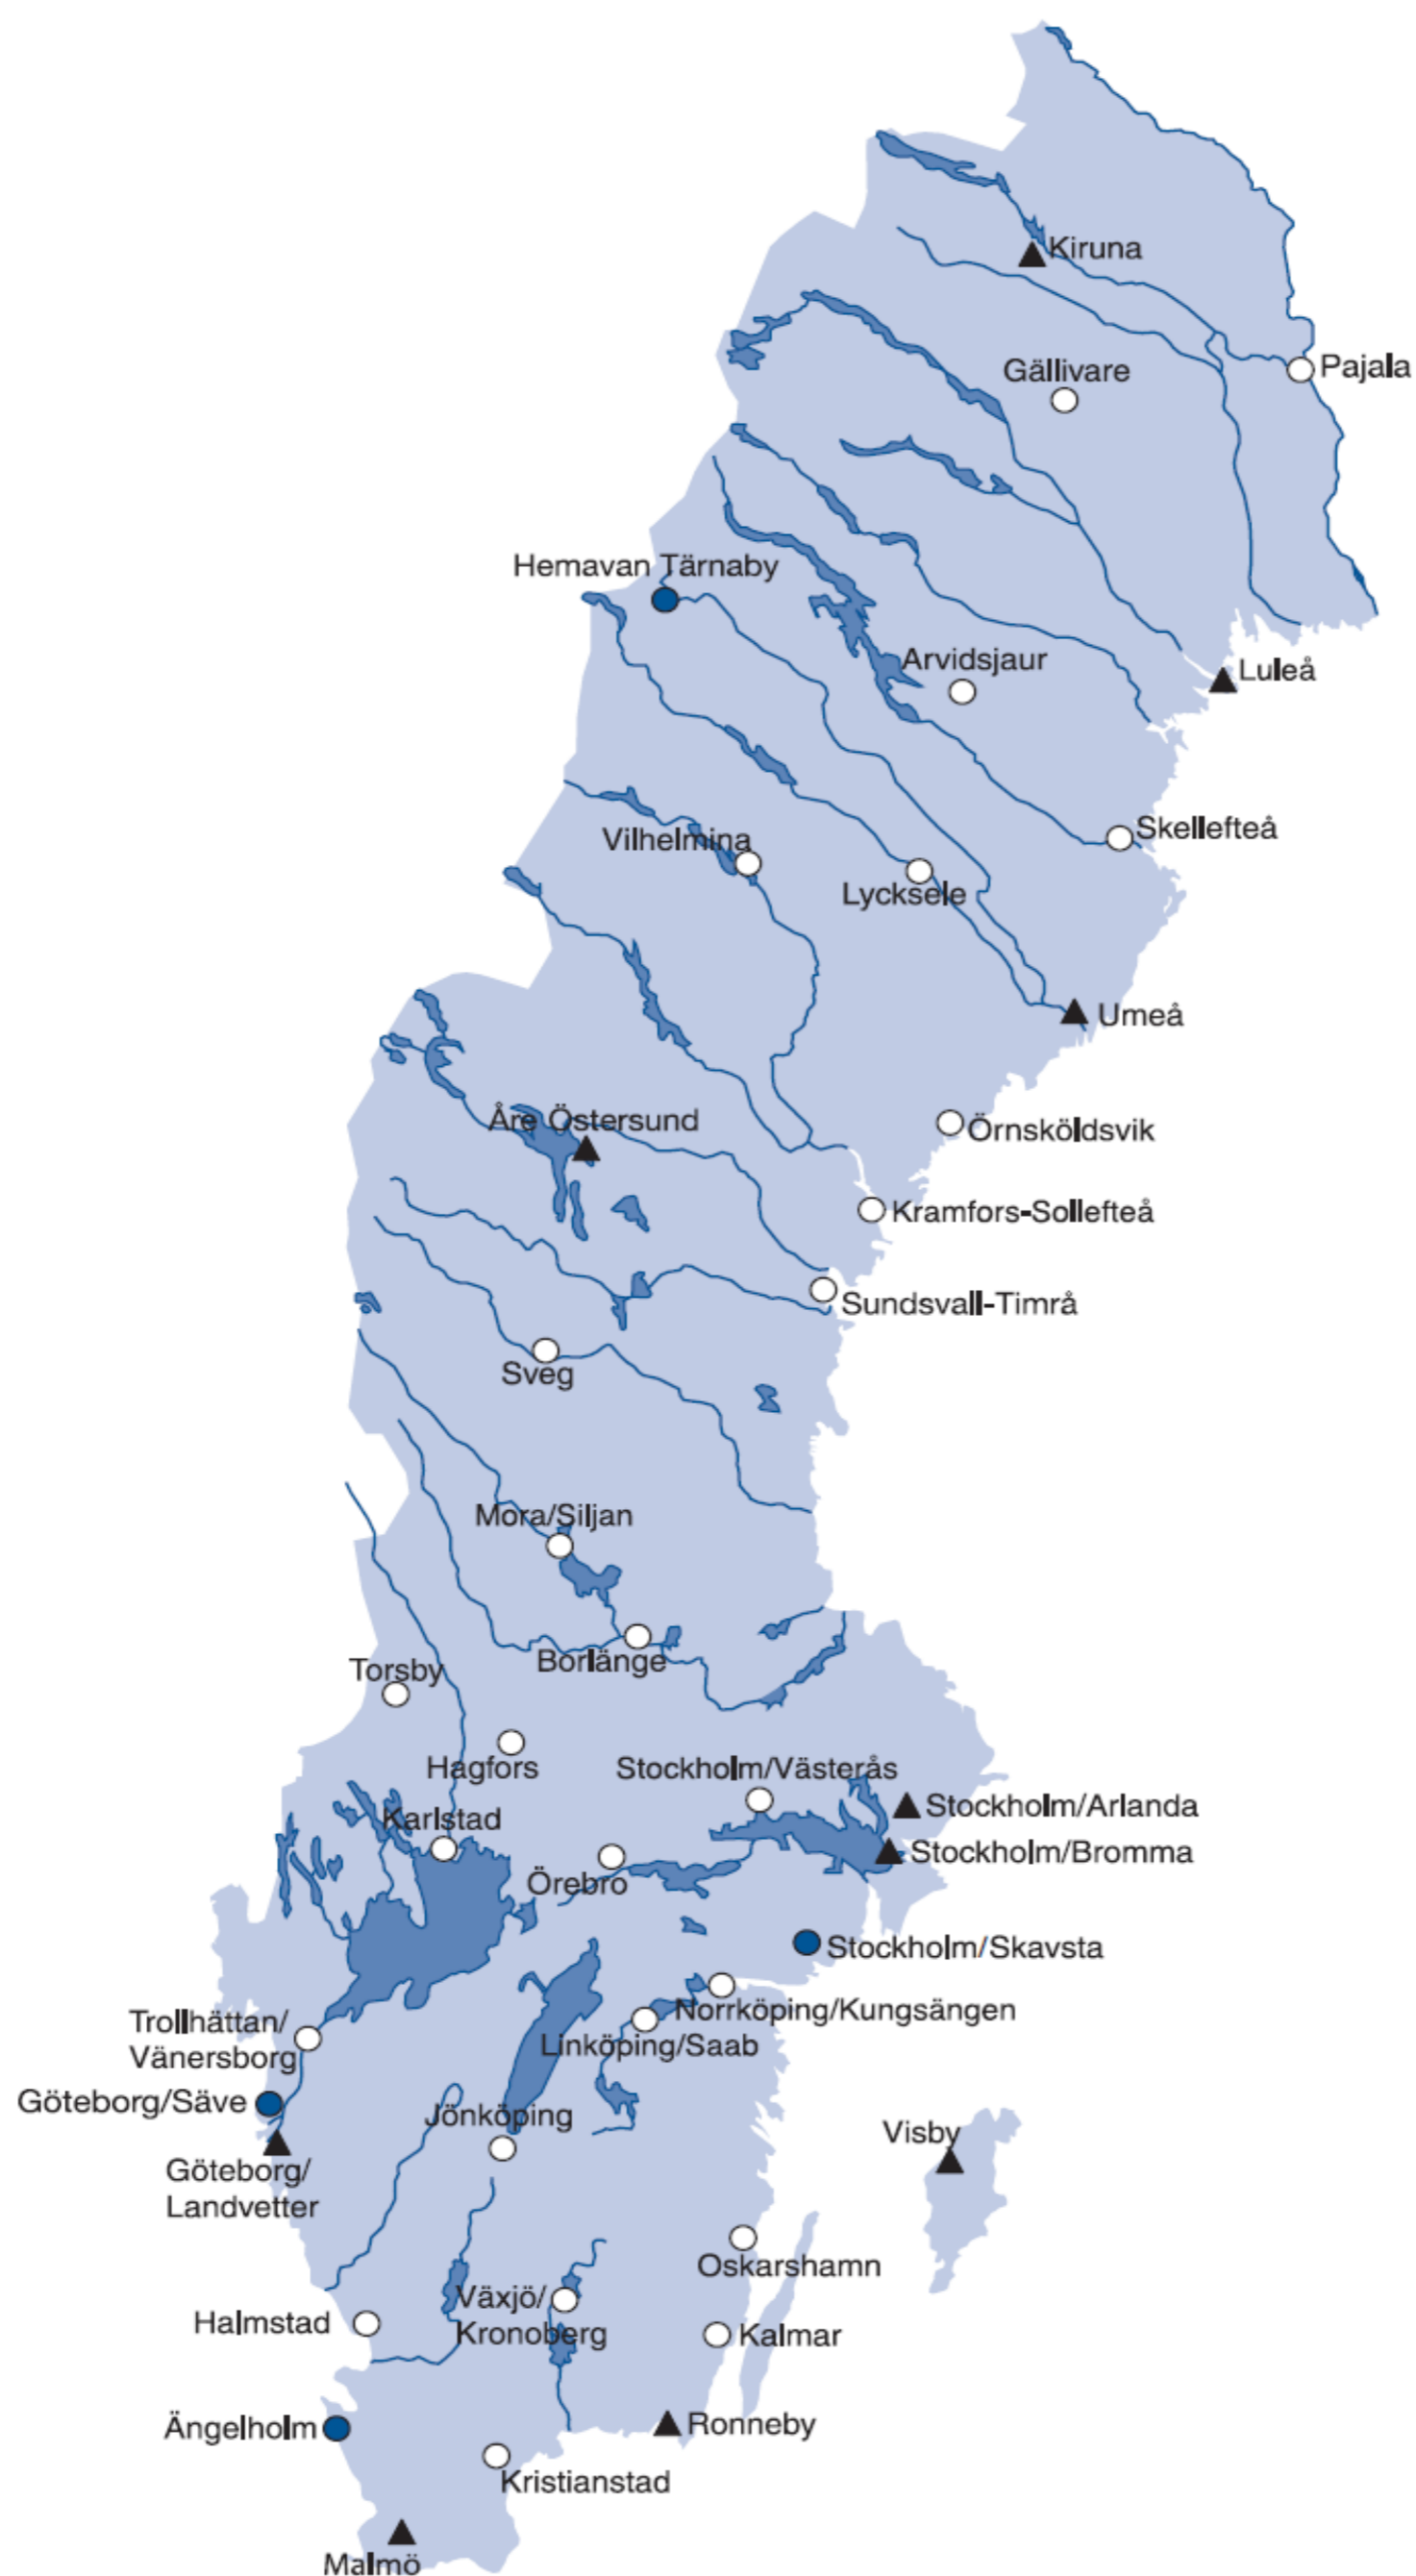 Kiruna
Gällivare
Pajala
Hemavan Tärnaby
Arvidsjaur
Luleå
Skellefteå
Vilhelmina
Lycksele
Umeå
Åre Östersund
Örnsköldsvik
Kramfors-Sollefteå
Sundsvall-Timrå
Sveg
Mora/Siljan
Borlänge
Torsby
Hagfors
Stockholm/Västerås
Stockholm/Arlanda
Karlstad
Stockholm/Bromma
Örebro
Stockholm/Skavsta
Norrköping/Kungsängen
Trollhättan/
Vänersborg
Linköping/Saab
Göteborg/Säve
Jönköping
Visby
Göteborg/
Landvetter
Oskarshamn
Växjö/
Kronoberg
Halmstad
Kalmar
Ängelholm
Ronneby
Kristianstad
Malmö